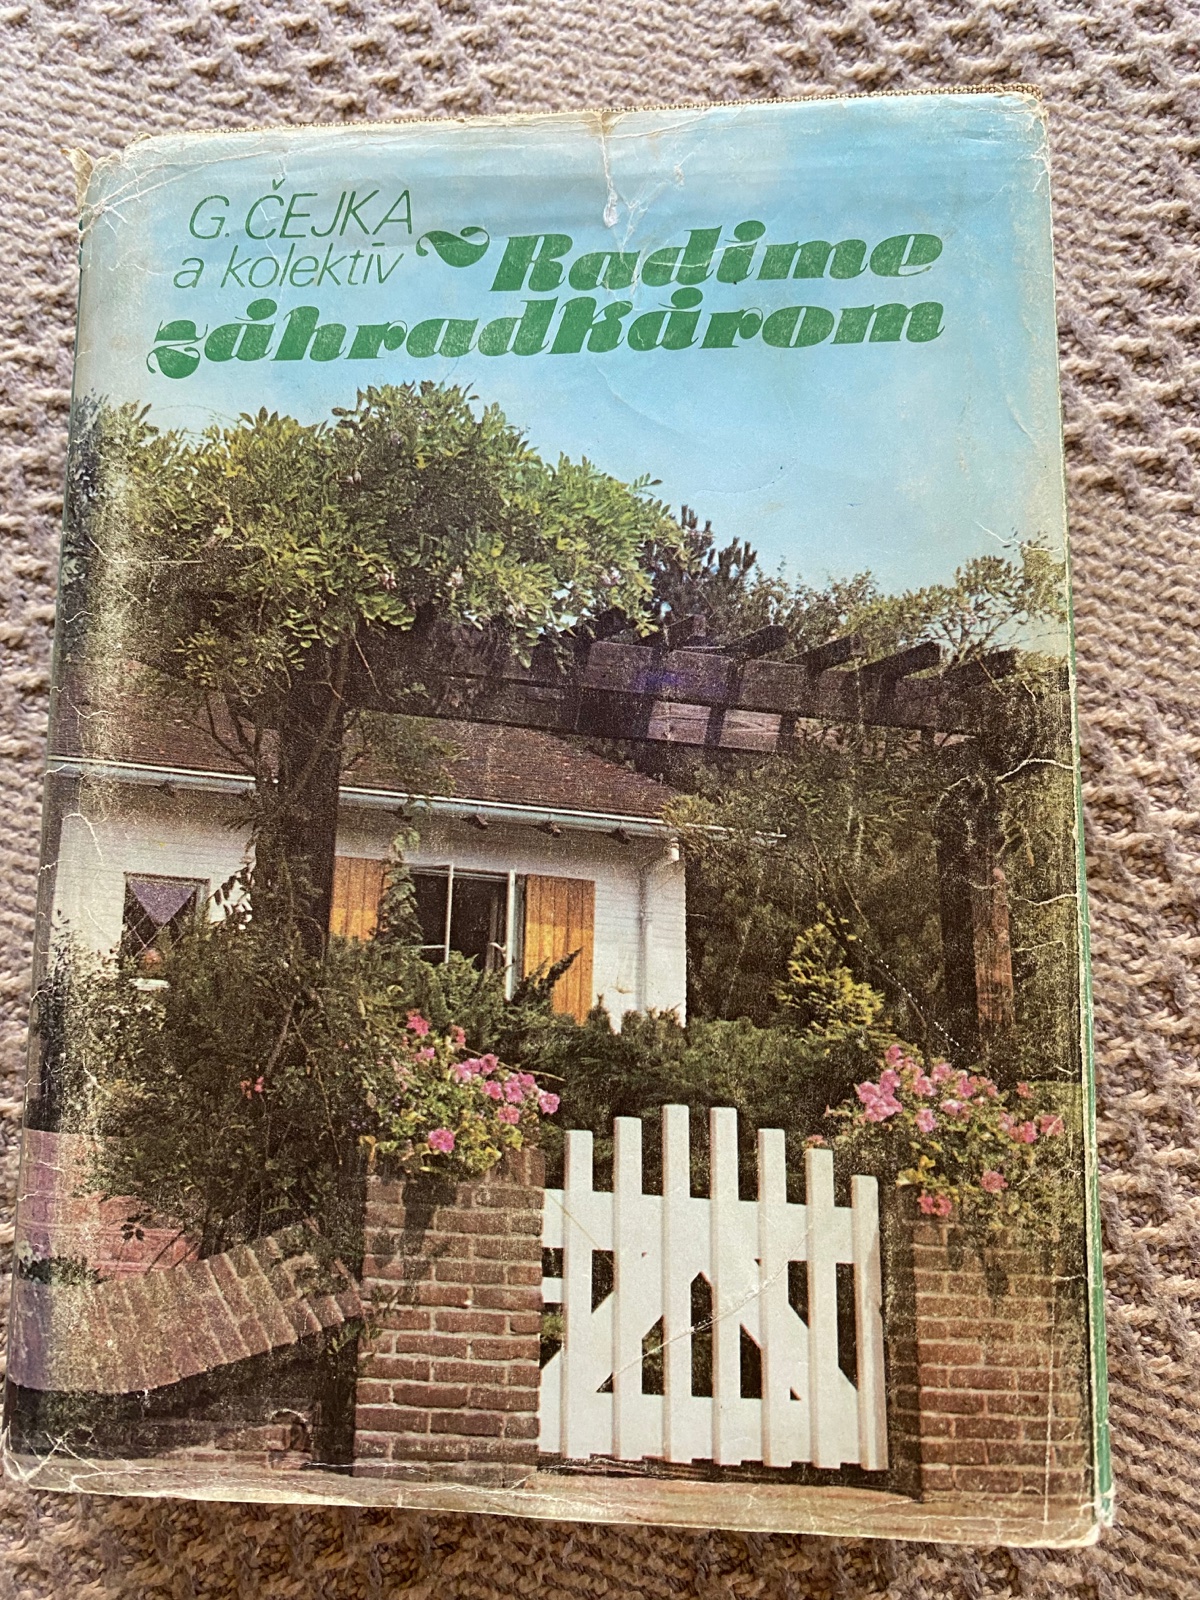 G. ČEJKA
a kolektív
Radíme
záhradkárom